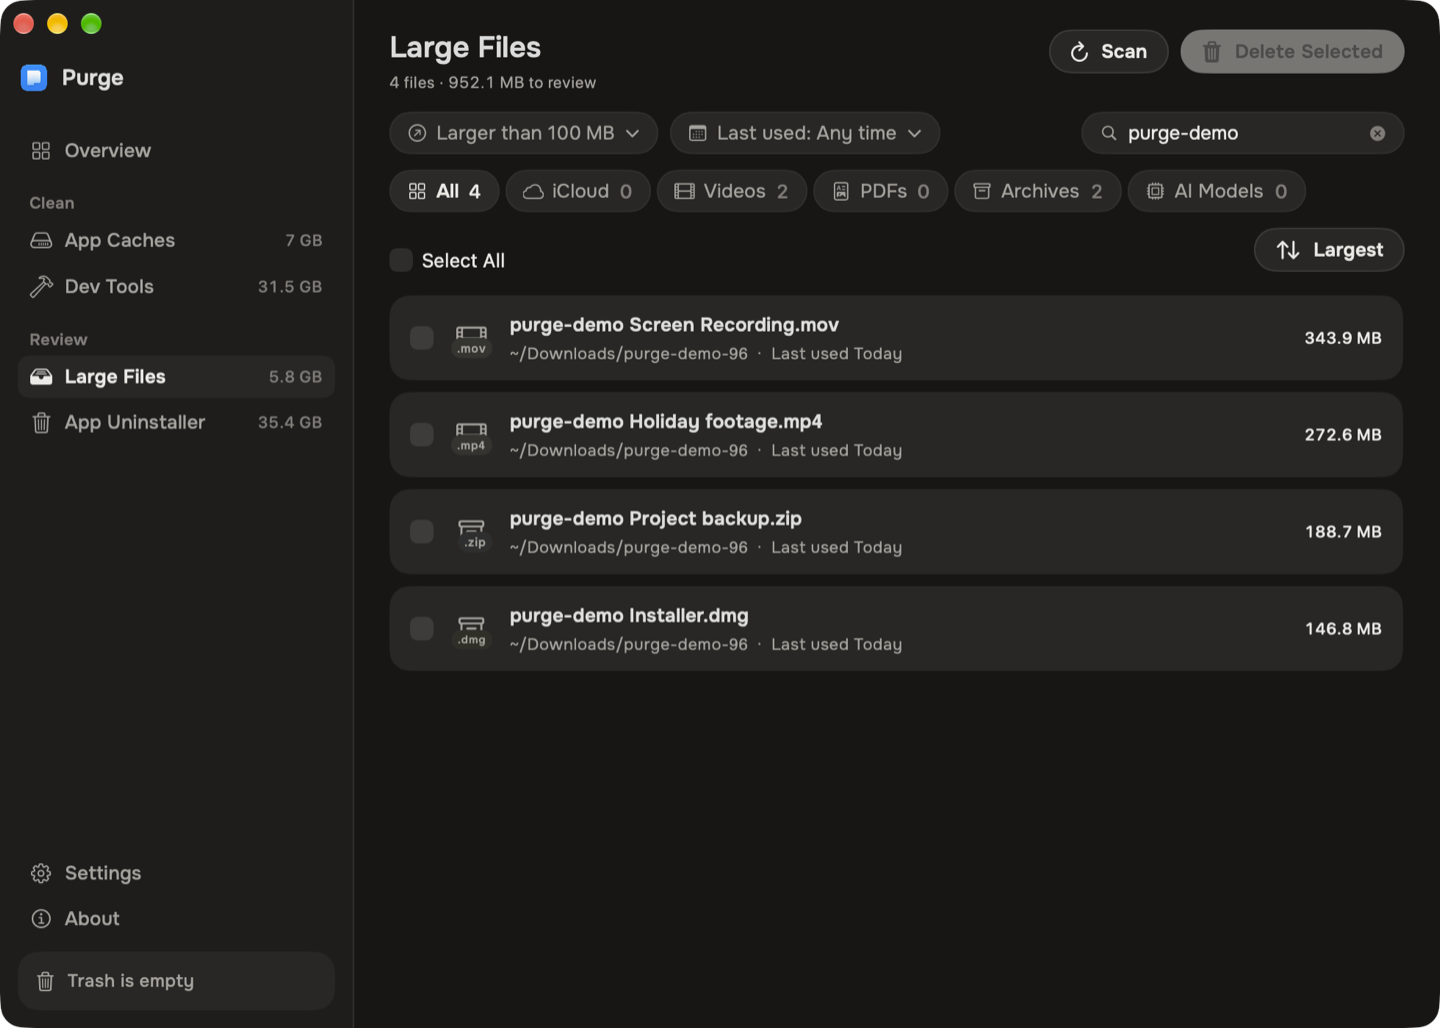 Purge
Overview
Clean
App Caches 7 GB
Dev Tools 31.5 GB
Review
Large Files 5.8 GB
App Uninstaller 35.4 GB
Settings
About
Trash is empty
Large Files
4 files · 952.1 MB to review
Scan
Delete Selected
Larger than 100 MB
Last used: Any time
purge-demo
All 4
iCloud 0
Videos 2
PDFs 0
Archives 2
AI Models 0
Select All
Largest
.mov
purge-demo Screen Recording.mov
~/Downloads/purge-demo-96 · Last used Today
343.9 MB
.mp4
purge-demo Holiday footage.mp4
~/Downloads/purge-demo-96 · Last used Today
272.6 MB
.zip
purge-demo Project backup.zip
~/Downloads/purge-demo-96 · Last used Today
188.7 MB
.dmg
purge-demo Installer.dmg
~/Downloads/purge-demo-96 · Last used Today
146.8 MB